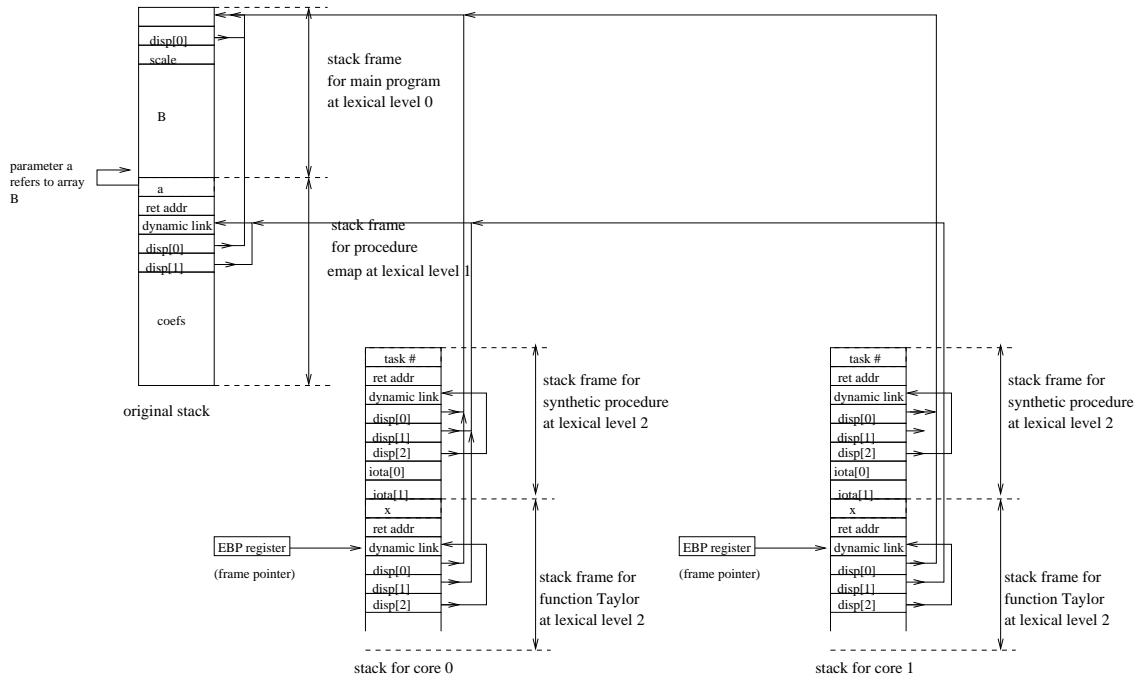 disp[0]
scale
B
stack frame
for main program
at lexical level 0
parameter a
refers to array
B
a
ret addr
dynamic link
disp[0]
disp[1]
coefs
stack frame
for procedure
emap at lexical level 1
original stack
task #
ret addr
dynamic link
disp[0]
disp[1]
disp[2]
iota[0]
iota[1]
x
ret addr
dynamic link
disp[0]
disp[1]
disp[2]
stack frame for
synthetic procedure
at lexical level 2
EBP register
(frame pointer)
stack frame for
function Taylor
at lexical level 2
stack for core 0
task #
ret addr
dynamic link
disp[0]
disp[1]
disp[2]
iota[0]
iota[1]
x
ret addr
dynamic link
disp[0]
disp[1]
disp[2]
stack frame for
synthetic procedure
at lexical level 2
EBP register
(frame pointer)
stack frame for
function Taylor
at lexical level 2
stack for core 1